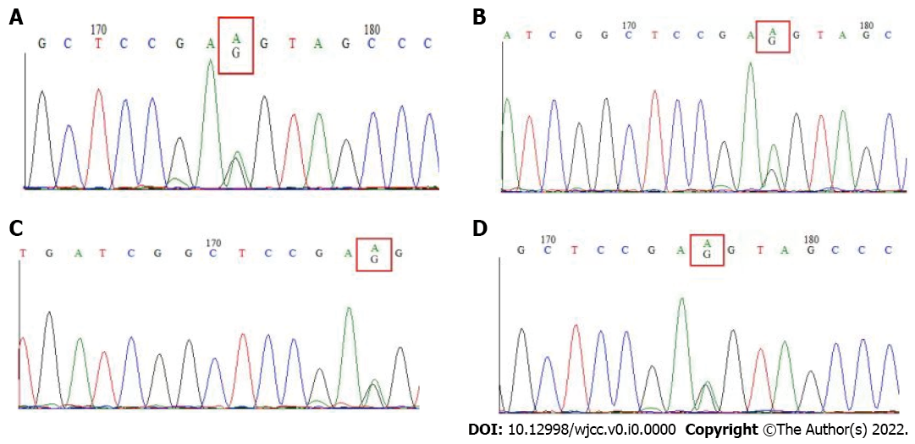 A
170 180
G C T C C G A A G T A G C C C
G
B
170 180
A T C G G C T C C G A A G T A G C
G
C
170
T G A T C G G C T C C G A A G
G
D
170 180
G C T C C G A A G T A G C C C
G
DOI: 10.12998/wjcc.v0.i0.0000 Copyright ©The Author(s) 2022.